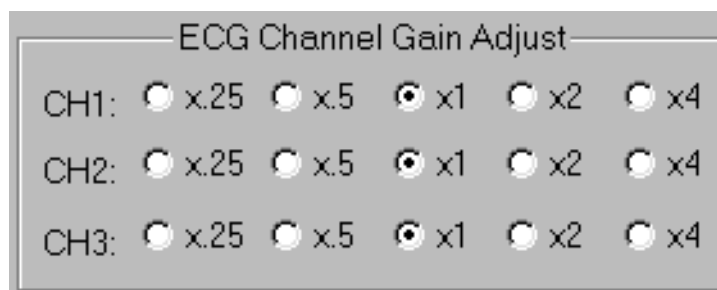 ECG Channel Gain Adjust
CH1: x.25 x.5 x1 x2 x4
CH2: x.25 x.5 x1 x2 x4
CH3: x.25 x.5 x1 x2 x4